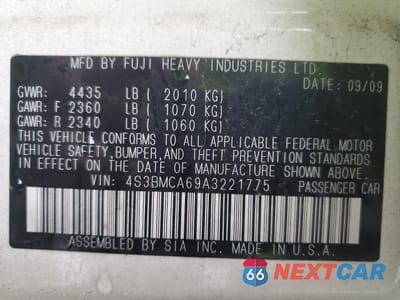 MFD BY FUJI HEAVY INDUSTRIES LTD.
DATE: 09/09
GVWR: 4435 LB ( 2010 KG)
GAWR: F 2360 LB ( 1070 KG)
GAWR: R 2340 LB ( 1060 KG)
THIS VEHICLE CONFORMS TO ALL APPLICABLE FEDERAL MOTOR
VEHICLE SAFETY, BUMPER, AND THEFT PREVENTION STANDARDS
IN EFFECT ON THE DATE OF MANUFACTURE SHOWN ABOVE.
VIN: 4S3BMCA69A3221775 PASSENGER CAR
ASSEMBLED BY SIA INC. MADE IN U.S.A.
66 NEXTCAR